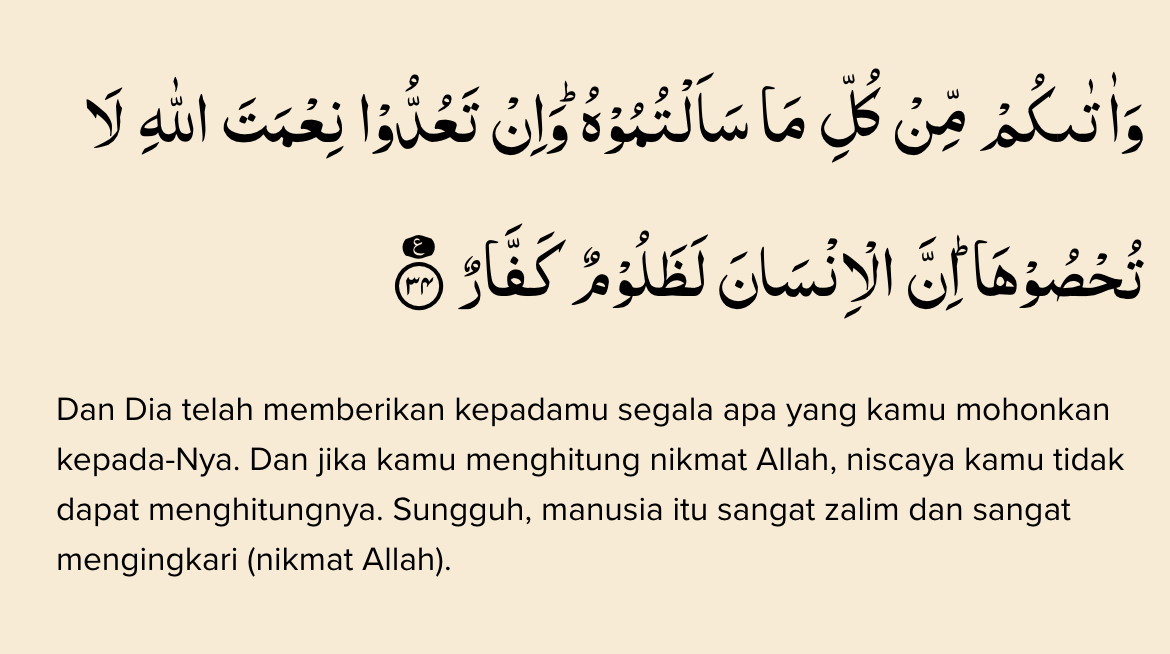 وَاٰتٰىكُمْ مِّنْ كُلِّ مَا سَاَلْتُمُوْهُۗ وَاِنْ تَعُدُّوْا نِعْمَتَ اللّٰهِ لَا
تُحْصُوْهَاۗ اِنَّ الْاِنْسَانَ لَظَلُوْمٌ كَفَّارٌ ࣖ ۝٣٤
Dan Dia telah memberikan kepadamu segala apa yang kamu mohonkan
kepada-Nya. Dan jika kamu menghitung nikmat Allah, niscaya kamu tidak
dapat menghitungnya. Sungguh, manusia itu sangat zalim dan sangat
mengingkari (nikmat Allah).